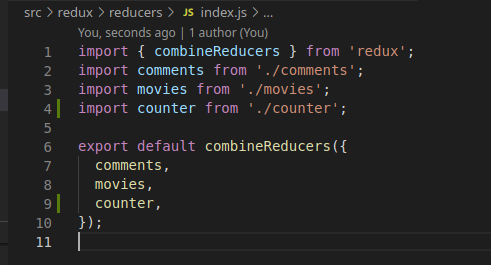 src > redux > reducers > JS index.js > ...
You, seconds ago | 1 author (You)
1 import { combineReducers } from 'redux';
2 import comments from './comments';
3 import movies from './movies';
4 import counter from './counter';
5
6 export default combineReducers({
7   comments,
8   movies,
9   counter,
10 });
11